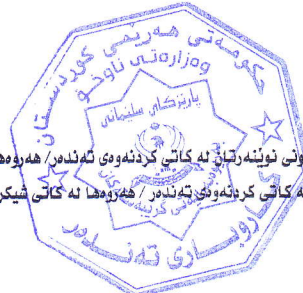 حکومەتی هەرێمی کوردستان
وەزارەتی ناوخۆ
پارێزگای سلێمانی
ونی نوێنەرتان لە کاتی کردنەوەی تەندەر/ هەروەها
لە کاتی کردنەوەی تەندەر / هەروەها لە کاتی شیکر
کاروباری تەندەر